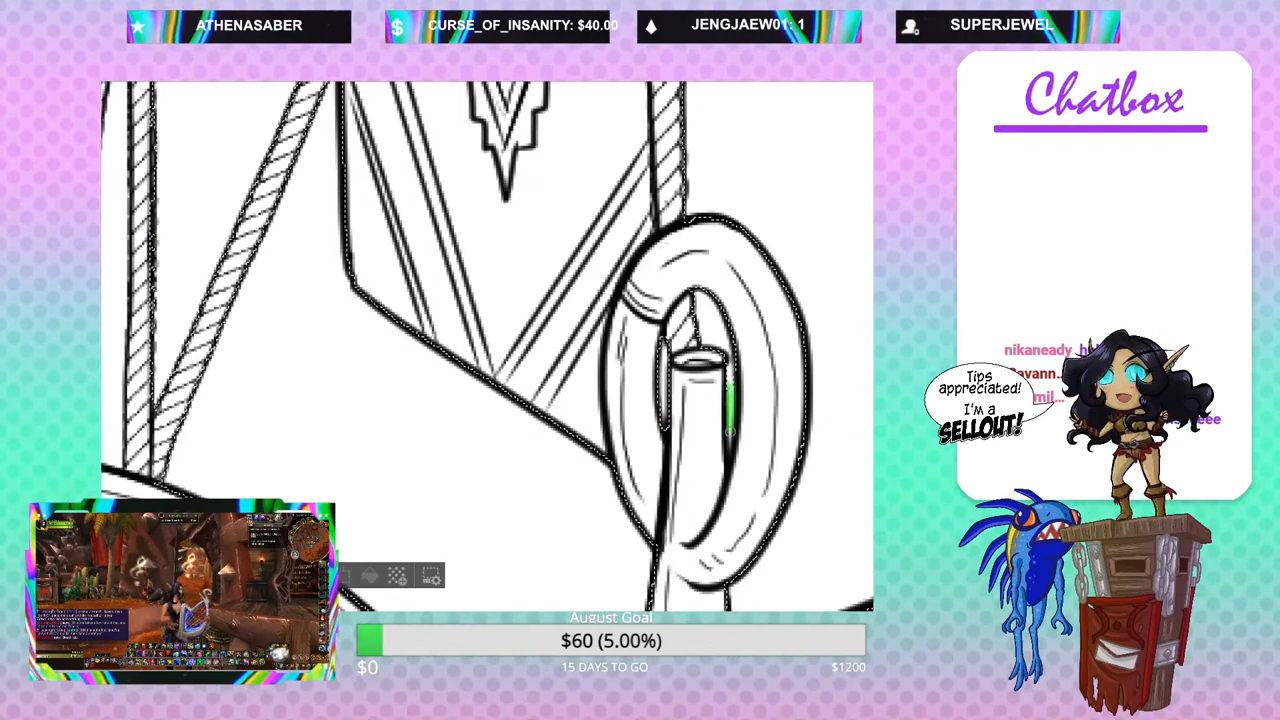 ATHENASABER
CURSE_OF_INSANITY: $40.00
JENGJAEW01: 1
SUPERJEWEL
Chatbox
nikaneady
Tips
appreciated!
I'm a
SELLOUT!
August Goal
$60 (5.00%)
$0
15 DAYS TO GO
$1200